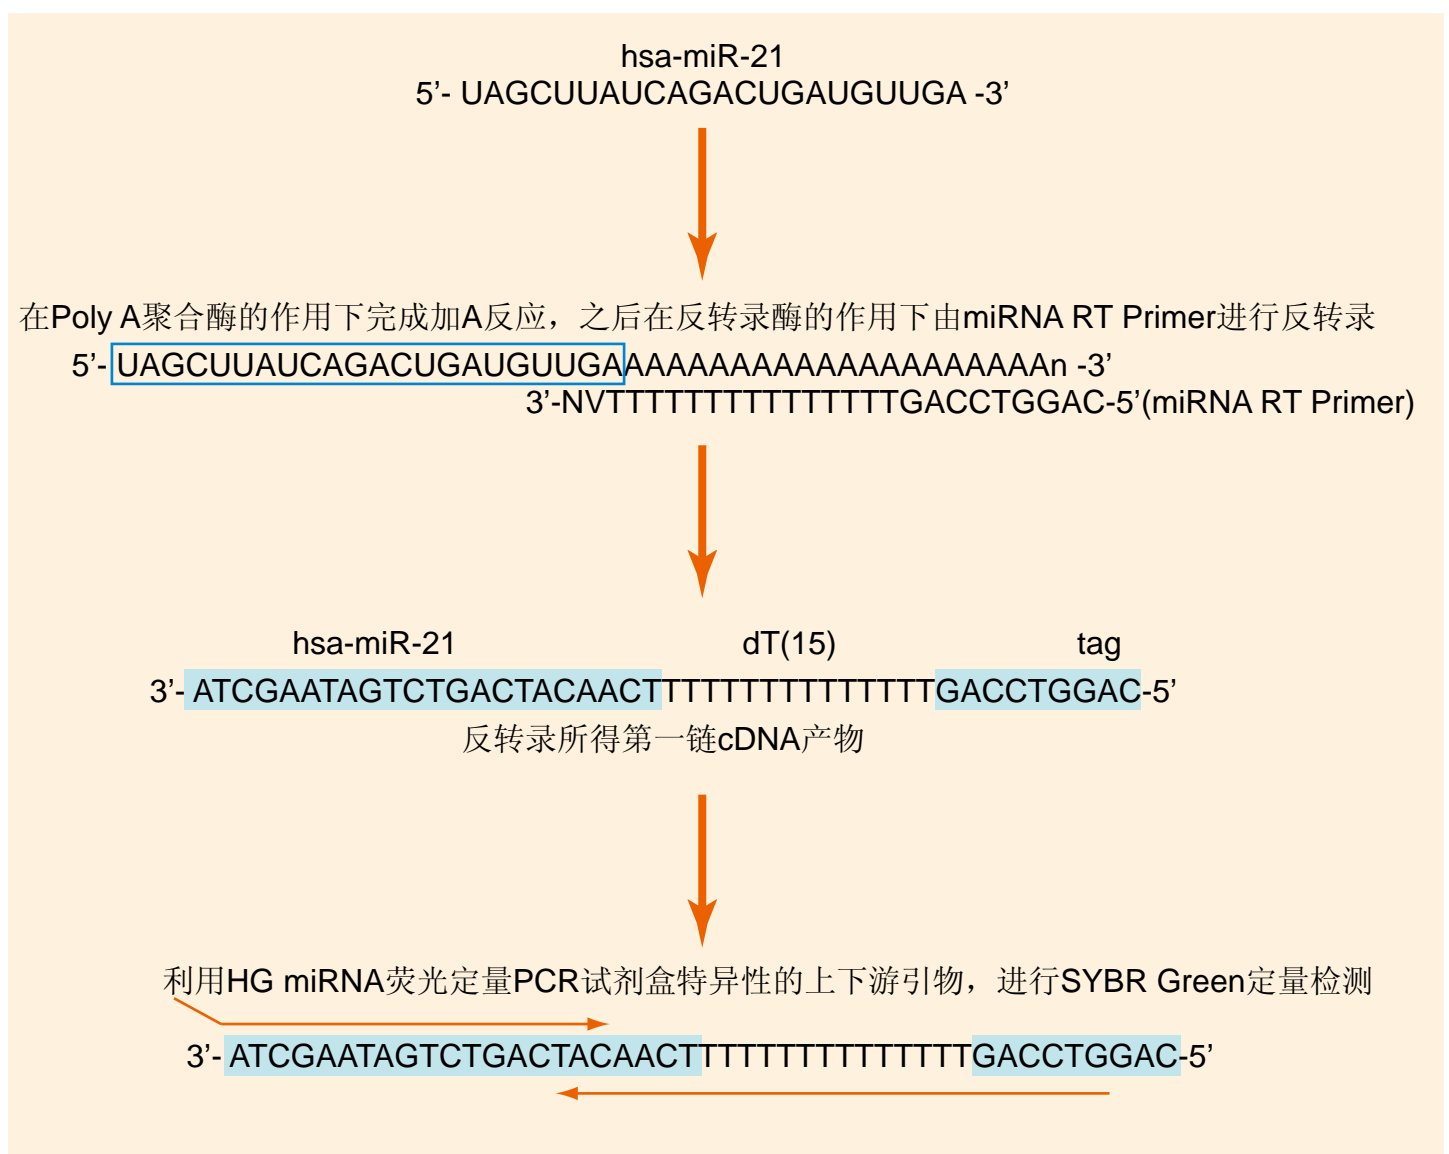 hsa-miR-21
5’- UAGCUUAUCAGACUGAUGUUGA -3’
在Poly A聚合酶的作用下完成加A反应，之后在反转录酶的作用下由miRNA RT Primer进行反转录
5’- UAGCUUAUCAGACUGAUGUUGAAAAAAAAAAAAAAAAAAAAAn -3’
3’-NVTTTTTTTTTTTTTTTGACCTGGAC-5’(miRNA RT Primer)
hsa-miR-21 dT(15) tag
3’- ATCGAATAGTCTGACTACAACTTTTTTTTTTTTTTTGACCTGGAC-5’
反转录所得第一链cDNA产物
利用HG miRNA荧光定量PCR试剂盒特异性的上下游引物，进行SYBR Green定量检测
3’- ATCGAATAGTCTGACTACAACTTTTTTTTTTTTTTTGACCTGGAC-5’